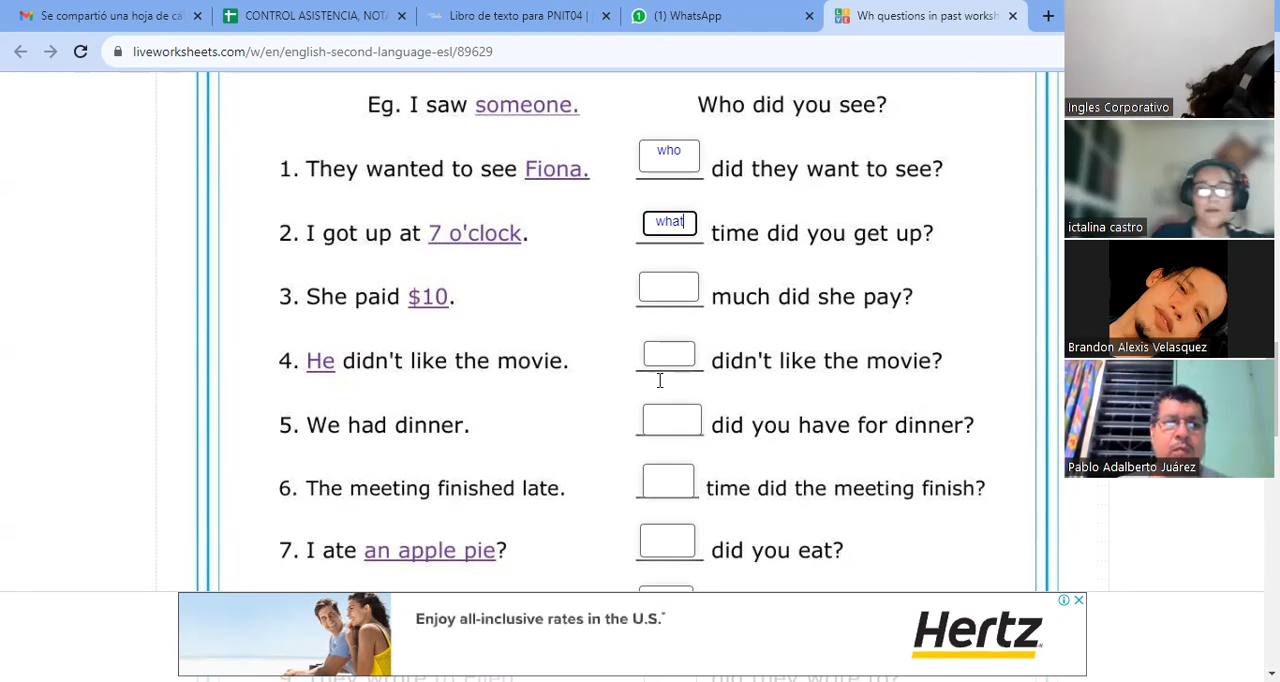 Se compartió una hoja de cá
CONTROL ASISTENCIA, NOTA
Libro de texto para PNIT04 |
(1) WhatsApp
Wh questions in past worksh
liveworksheets.com/w/en/english-second-language-esl/89629
Eg. I saw someone. Who did you see?
1. They wanted to see Fiona. who did they want to see?
2. I got up at 7 o'clock. what time did you get up?
3. She paid $10. much did she pay?
4. He didn't like the movie. didn't like the movie?
5. We had dinner. did you have for dinner?
6. The meeting finished late. time did the meeting finish?
7. I ate an apple pie? did you eat?
Enjoy all-inclusive rates in the U.S.*
Hertz
Ingles Corporativo
ictalina castro
Brandon Alexis Velasquez
Pablo Adalberto Juárez